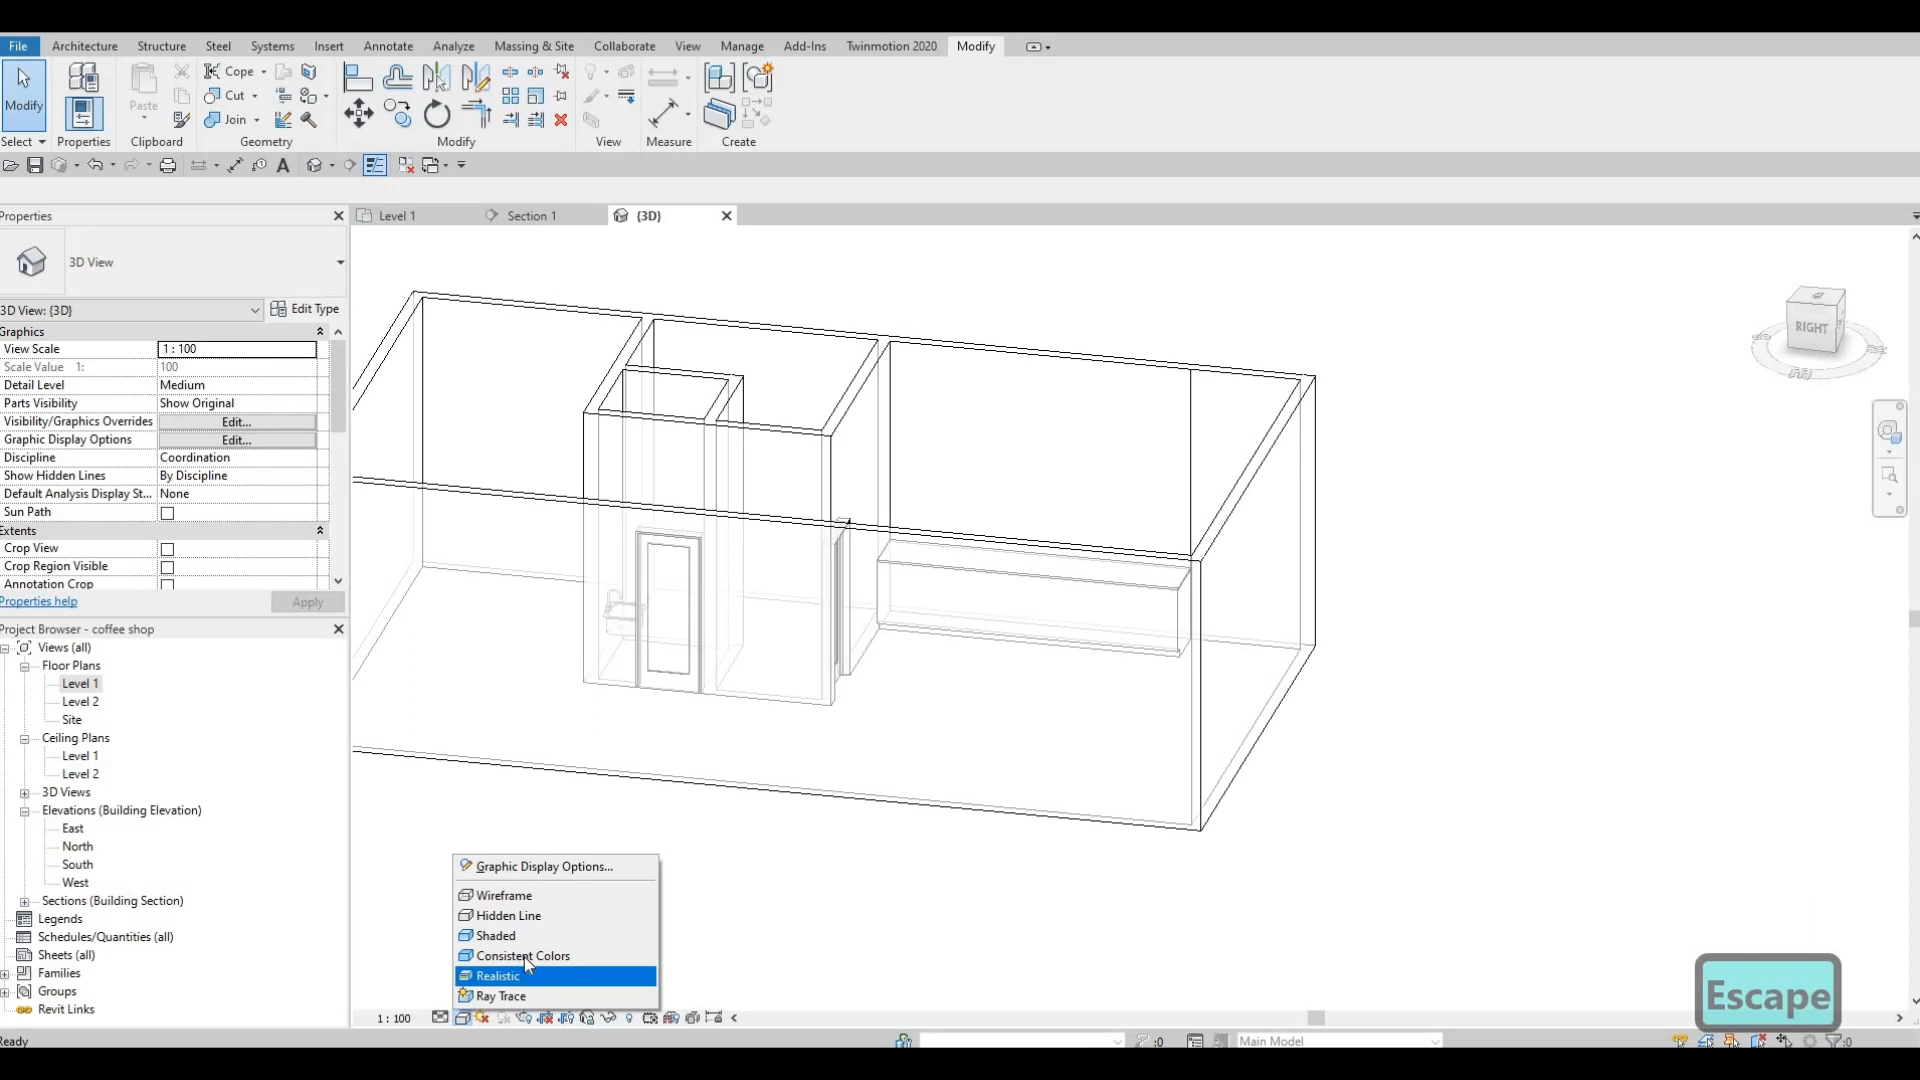 File Architecture Structure Steel Systems Insert Annotate Analyze Massing & Site Collaborate View Manage Add-Ins Twinmotion 2020 Modify
Modify
Paste
Cope
Cut
Join
Select Properties Clipboard Geometry Modify View Measure Create
A
Properties
Level 1 Section 1 {3D}
3D View
3D View: {3D} Edit Type
Graphics
View Scale 1 : 100
Scale Value 1: 100
Detail Level Medium
Parts Visibility Show Original
Visibility/Graphics Overrides Edit...
Graphic Display Options Edit...
Discipline Coordination
Show Hidden Lines By Discipline
Default Analysis Display St... None
Sun Path
Extents
Crop View
Crop Region Visible
Annotation Crop
Properties help Apply
RIGHT
Project Browser - coffee shop
Views (all)
Floor Plans
Level 1
Level 2
Site
Ceiling Plans
Level 1
Level 2
3D Views
Elevations (Building Elevation)
East
North
South
West
Sections (Building Section)
Legends
Schedules/Quantities (all)
Sheets (all)
Families
Groups
Revit Links
Graphic Display Options...
Wireframe
Hidden Line
Shaded
Consistent Colors
Realistic
Ray Trace
1 : 100
Escape
Ready :0 Main Model :0